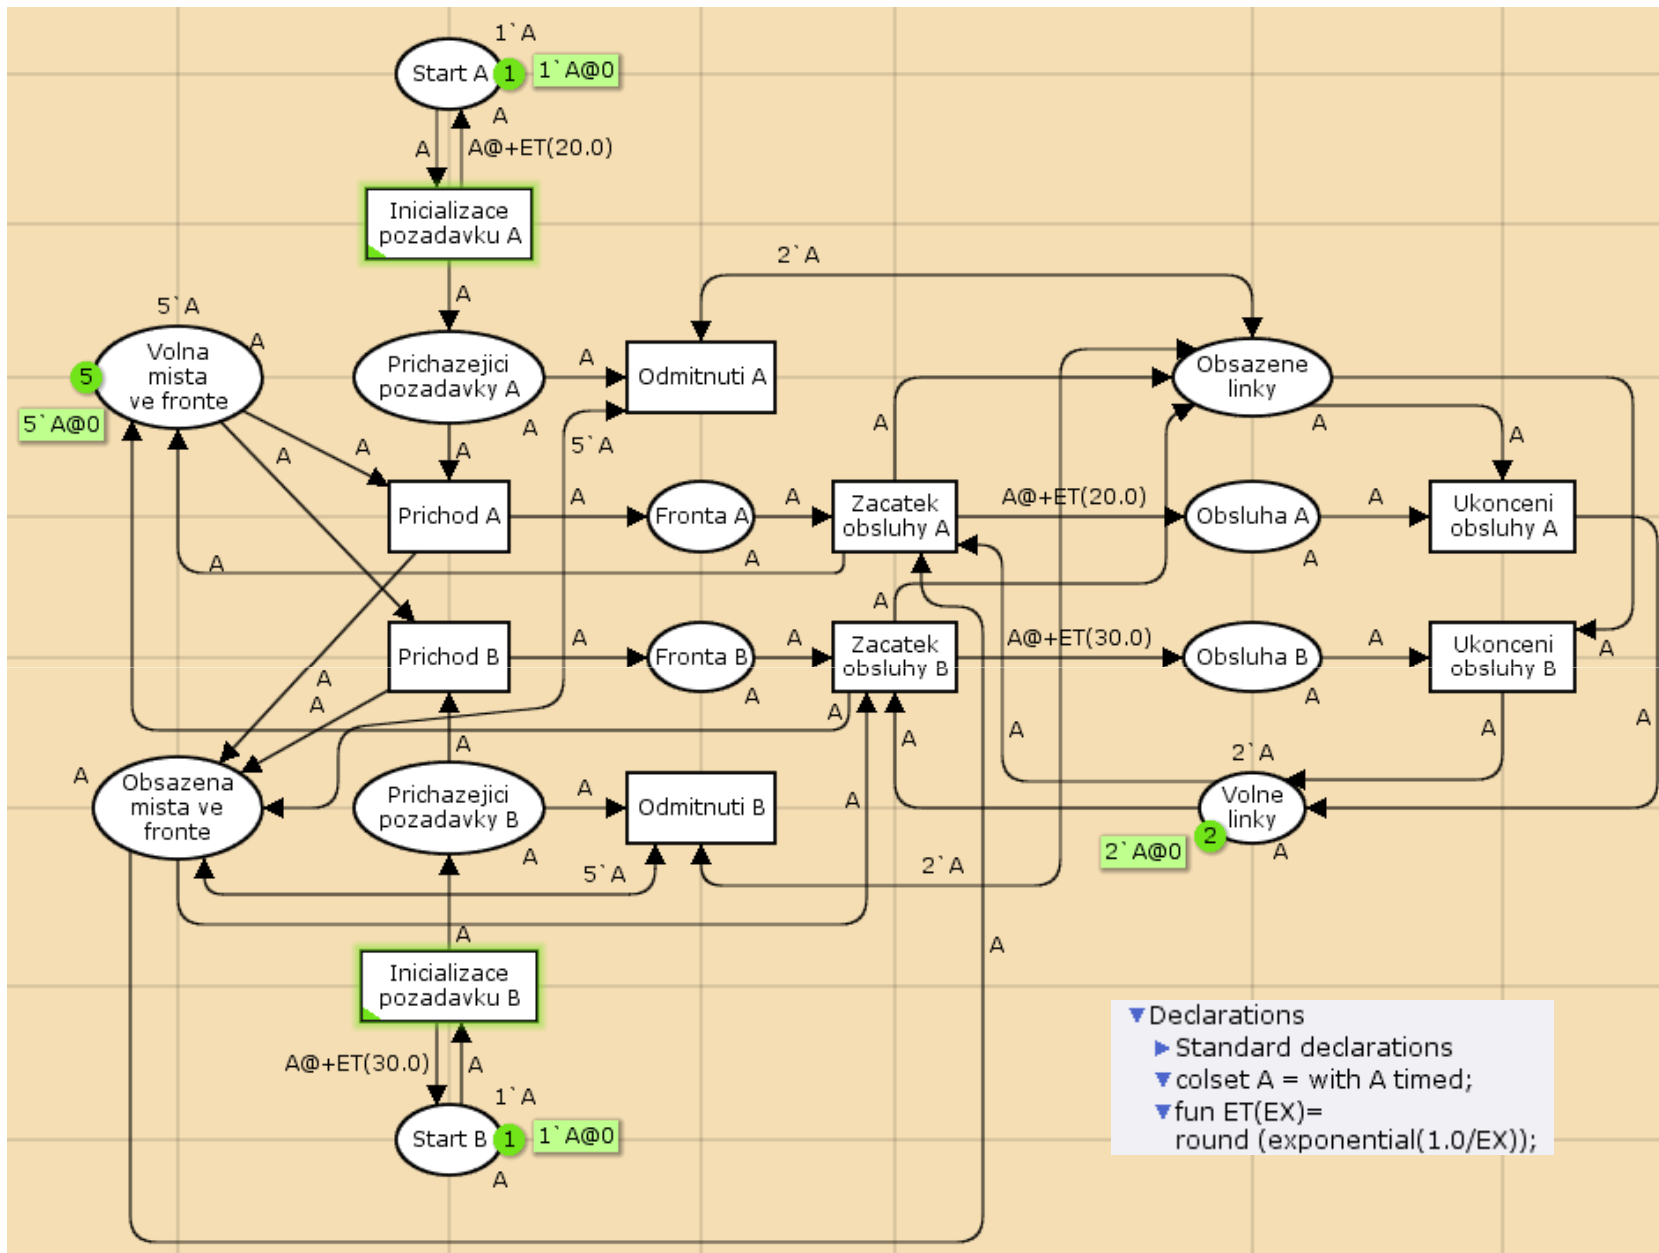 1`A
Start A
1
1`A@0
A
A
A@+ET(20.0)
Inicializace
pozadavku A
2`A
A
5`A
A
Volna
mista
ve fronte
5
5`A@0
Prichazejici
pozadavky A
A
A
Odmitnuti A
Obsazene
linky
A
A
A
A
A
5`A
A
A
Prichod A
A
Fronta A
A
A
Zacatek
obsluhy A
A@+ET(20.0)
Obsluha A
A
A
Ukonceni
obsluhy A
A
A
Prichod B
A
Fronta B
A
A
Zacatek
obsluhy B
A@+ET(30.0)
Obsluha B
A
A
Ukonceni
obsluhy B
A
A
A
A
A
A
A
A
A
A
2`A
Obsazena
mista ve
fronte
A
Prichazejici
pozadavky B
A
A
Odmitnuti B
A
Volne
linky
2
2`A@0
A
5`A
2`A
A
A
Inicializace
pozadavku B
A@+ET(30.0)
A
1`A
Start B
1
1`A@0
A
Declarations
Standard declarations
colset A = with A timed;
fun ET(EX)=
round (exponential(1.0/EX));